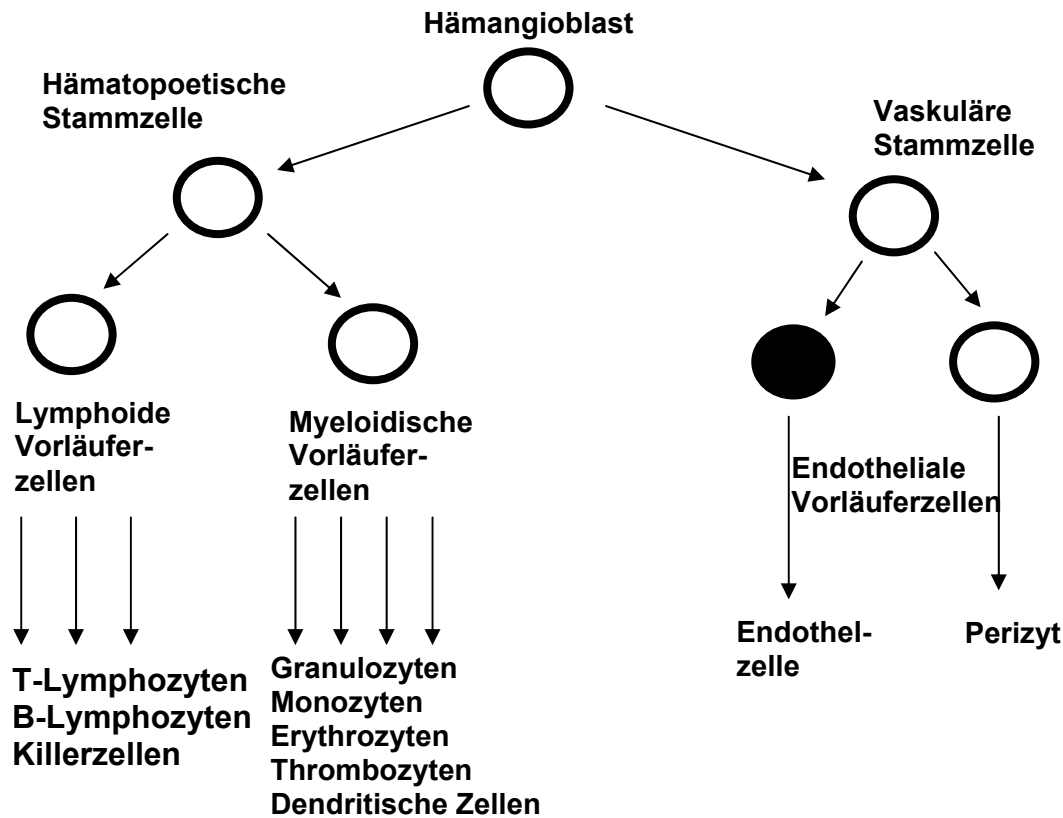 Hämangioblast
Hämatopoetische
Stammzelle
Vaskuläre
Stammzelle
Lymphoide
Vorläufer-
zellen
Myeloidische
Vorläufer-
zellen
Endotheliale
Vorläuferzellen
T-Lymphozyten
B-Lymphozyten
Killerzellen
Granulozyten
Monozyten
Erythrozyten
Thrombozyten
Dendritische Zellen
Endothel-
zelle
Perizyt